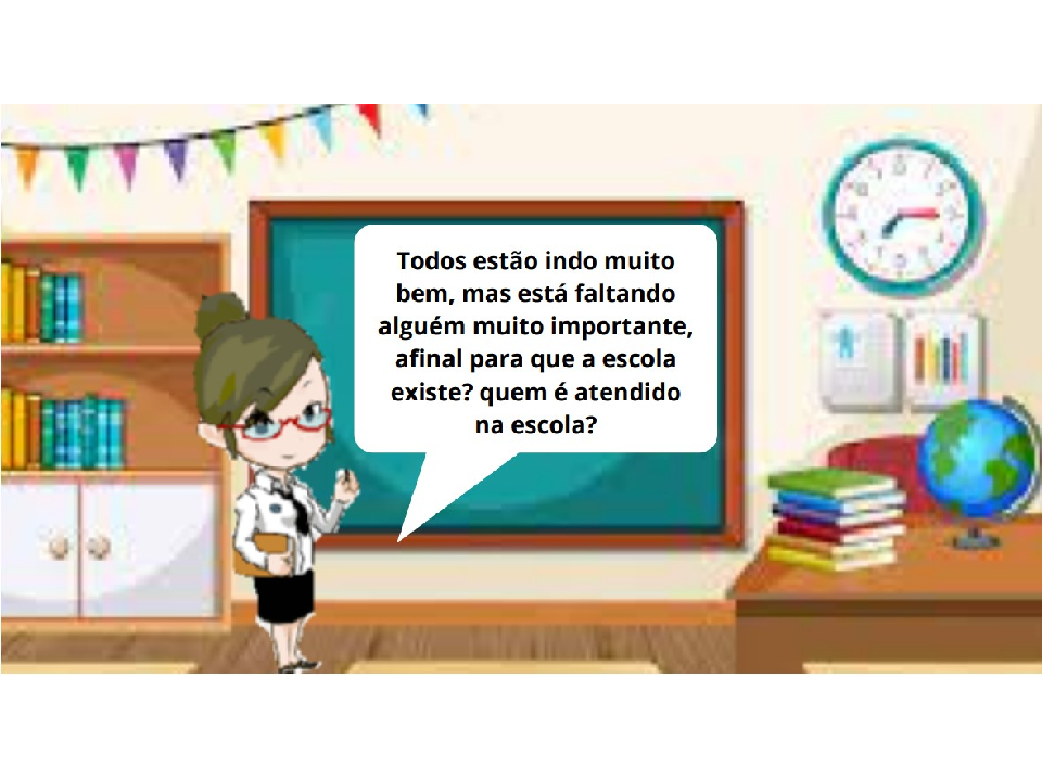 Todos estão indo muito
bem, mas está faltando
alguém muito importante,
afinal para que a escola
existe? quem é atendido
na escola?